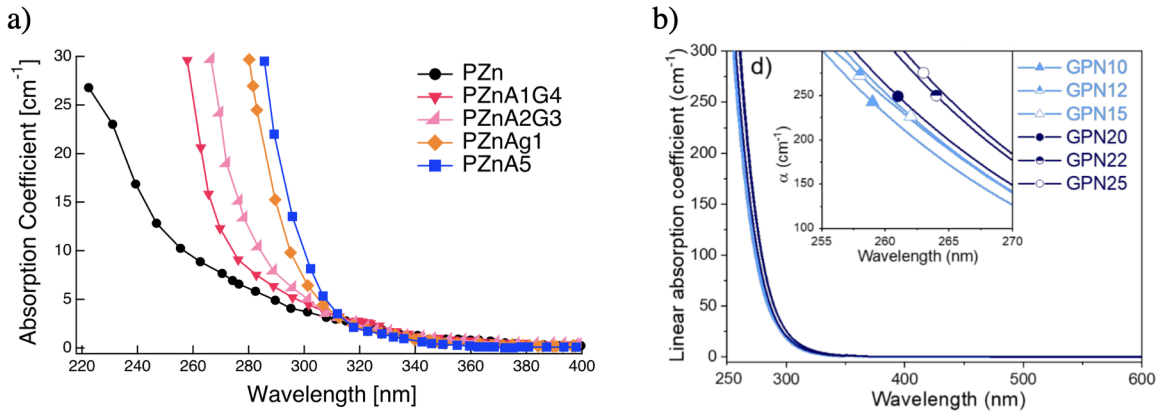 a)
Absorption Coefficient [cm⁻¹]
30
25
20
15
10
5
0
220 240 260 280 300 320 340 360 380 400
Wavelength [nm]
PZn
PZnA1G4
PZnA2G3
PZnAg1
PZnA5
b)
Linear absorption coefficient (cm⁻¹)
300
250
200
150
100
50
0
250 300 400 500 600
Wavelength (nm)
d)
α (cm⁻¹)
300
250
200
150
100
255 260 265 270
Wavelength (nm)
GPN10
GPN12
GPN15
GPN20
GPN22
GPN25